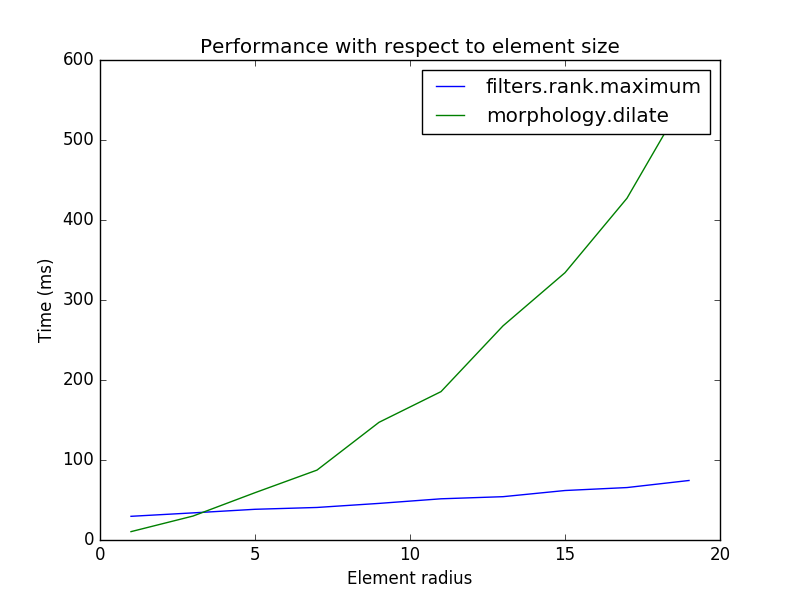 Performance with respect to element size
600
500
400
300
200
100
0
Time (ms)
filters.rank.maximum
morphology.dilate
0
5
10
15
20
Element radius